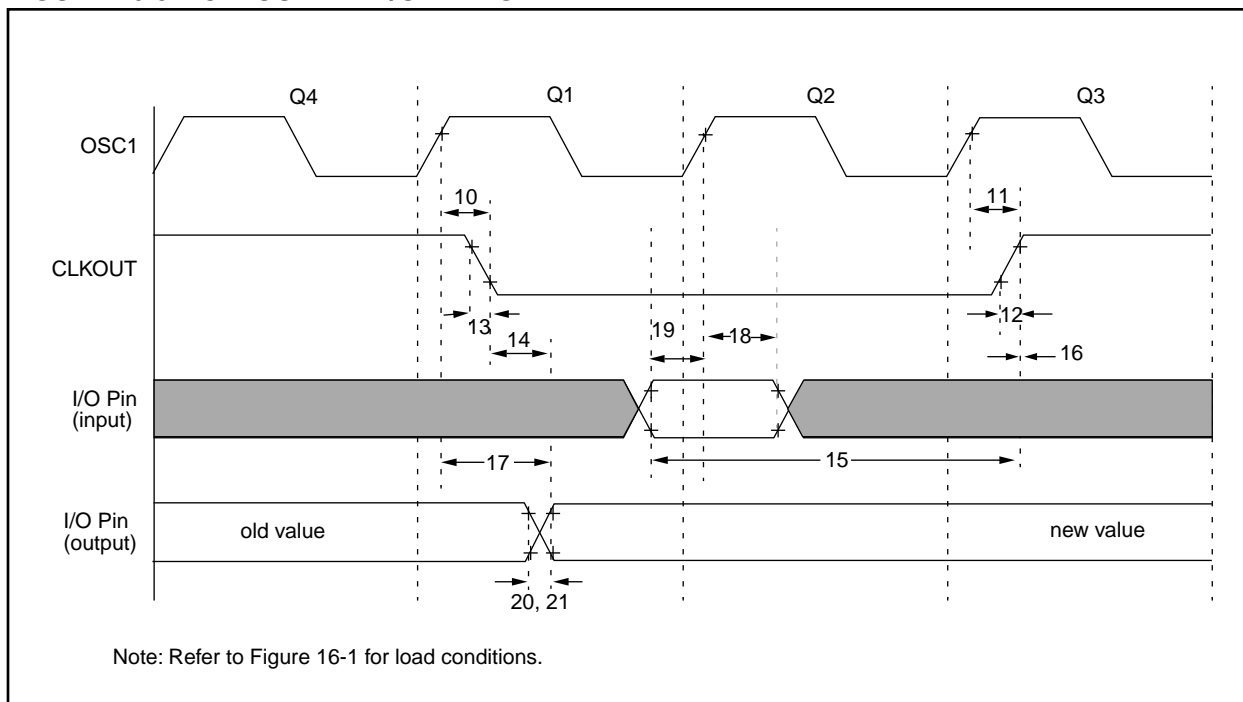 Q4 Q1 Q2 Q3
OSC1
10 11
CLKOUT
13 14 19 18 12 16
I/O Pin
(input)
17 15
I/O Pin
(output)
old value new value
20, 21
Note: Refer to Figure 16-1 for load conditions.